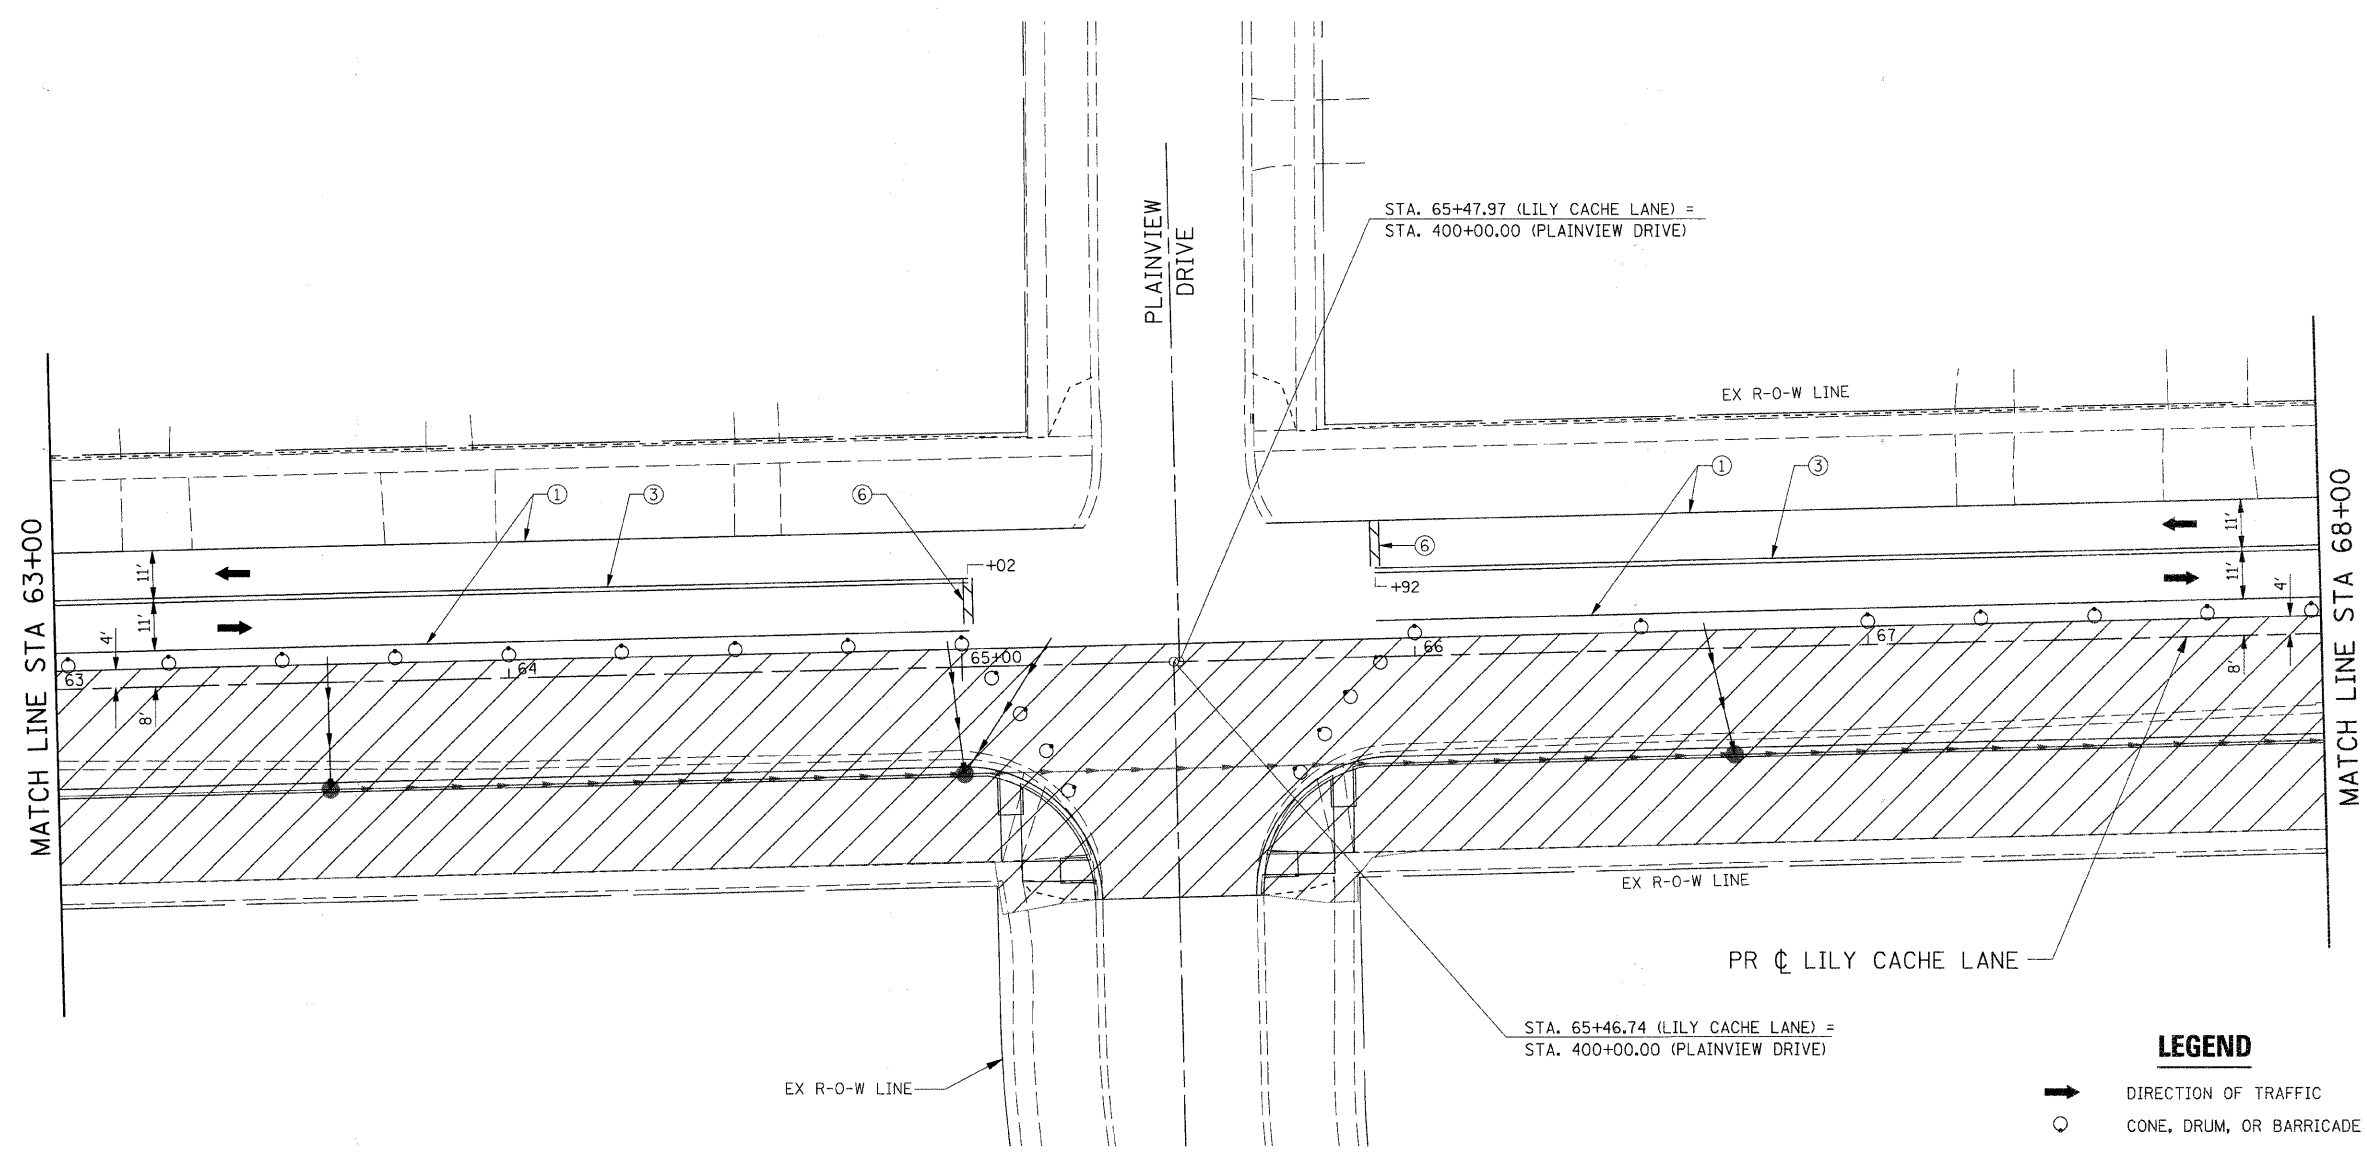 PLAINVIEW
DRIVE
STA. 65+47.97 (LILY CACHE LANE) =
STA. 400+00.00 (PLAINVIEW DRIVE)
EX R-O-W LINE
MATCH LINE STA 63+00
1
3
6
1
3
6
MATCH LINE STA 68+00
11'
11'
4'
8'
+02
+92
11'
11'
4'
8'
63
64
65+00
66
67
EX R-O-W LINE
PR ℄ LILY CACHE LANE
STA. 65+46.74 (LILY CACHE LANE) =
STA. 400+00.00 (PLAINVIEW DRIVE)
EX R-O-W LINE
LEGEND
DIRECTION OF TRAFFIC
CONE, DRUM, OR BARRICADE